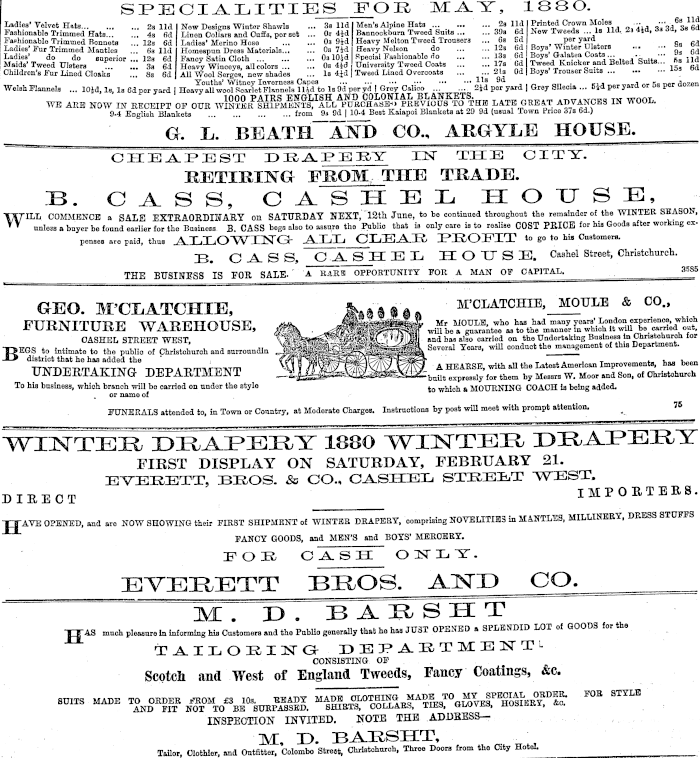 SPECIALITIES FOR MAY, 1880.
Ladies' Velvet Hats... ... ... 2s 11d
Fashionable Trimmed Hats... ... 4s 6d
Fashionable Trimmed Bonnets ... 12s 6d
Ladies' Fur Trimmed Mantles ... 6s 11d
Ladies' do do superior ... 12s 6d
Maids' Tweed Ulsters ... ... 3s 6d
Children's Fur Lined Cloaks ... 8s 6d
New Designs Winter Shawls ... 3s 11d
Linen Collars and Cuffs, per set ... 0s 4½d
Ladies' Merino Hose ... ... 0s 9½d
Homespun Dress Materials... ... 0s 7½d
Fancy Satin Cloth ... ... 0s 10½d
Heavy Winceys, all colors ... ... 0s 4½d
All Wool Serges, new shades ... 1s 4½d
Youths' Witney Inverness Capes ... ... 11s 9d
Men's Alpine Hats ... ... ... 2s 11d
Bannockburn Tweed Suits ... ... 39s 6d
Heavy Melton Tweed Trousers ... 6s 9d
Heavy Nelson do ... 12s 6d
Special Fashionable do ... 13s 6d
University Tweed Coats ... ... 17s 6d
Tweed Lined Overcoats ... ... 21s 0d
Printed Crown Moles ... ... 6s 11d
New Tweeds ... 1s 11d, 2s 4½d, 3s 3d, 3s 6d
per yard
Boys' Winter Ulsters ... ... 8s 6d
Boys' Galatea Coats... ... ... 9s 6d
Tweed Knicker and Belted Suits... 8s 11d
Boys' Trouser Suits ... ... ... 15s 6d
Welsh Flannels ... 10½d, 1s, 1s 6d per yard | Heavy all wool Scarlet Flannels 11½d to 1s 9d per yd | Grey Calico ... ... 2½d per yard | Grey Silecia ... 5½d per yard or 5s per dozen
1000 PAIRS ENGLISH AND COLONIAL BLANKETS.
WE ARE NOW IN RECEIPT OF OUR WINTER SHIPMENTS, ALL PURCHASED PREVIOUS TO THE LATE GREAT ADVANCES IN WOOL.
9-4 English Blankets ... ... ... ... from 9s 9d | 10-4 Best Kaiapoi Blankets at 29 9d (usual Town Price 37s 6d.)
G. L. BEATH AND CO., ARGYLE HOUSE.
CHEAPEST DRAPERY IN THE CITY.
RETIRING FROM THE TRADE.
B. CASS, CASHEL HOUSE,
WILL COMMENCE a SALE EXTRAORDINARY on SATURDAY NEXT, 12th June, to be continued throughout the remainder of the WINTER SEASON,
unless a buyer be found earlier for the Business B. CASS begs also to assure the Public that is only care is to realise COST PRICE for his Goods after working ex-
penses are paid, thus ALLOWING ALL CLEAR PROFIT to go to his Customers.
B. CASS, CASHEL HOUSE, Cashel Street, Christchurch.
THE BUSINESS IS FOR SALE. A RARE OPPORTUNITY FOR A MAN OF CAPITAL. 3585
GEO. M'CLATCHIE,
FURNITURE WAREHOUSE,
CASHEL STREET WEST,
BEGS to intimate to the public of Christchurch and surroundin
district that he has added the
UNDERTAKING DEPARTMENT
To his business, which branch will be carried on under the style
or name of
M'CLATCHIE, MOULE & CO.,
Mr MOULE, who has had many years' London experience, which
will be a guarantee as to the manner in which it will be carried out,
and has also carried on the Undertaking Business in Christchurch for
Several Years, will conduct the management of this Department.
A HEARSE, with all the Latest American Improvements, has been
built expressly for them by Messrs W. Moor and Son, of Christchurch
to which a MOURNING COACH is being added.
FUNERALS attended to, in Town or Country, at Moderate Charges. Instructions by post will meet with prompt attention. 75
WINTER DRAPERY 1880 WINTER DRAPERY
FIRST DISPLAY ON SATURDAY, FEBRUARY 21.
EVERETT, BROS. & CO., CASHEL STREET WEST.
DIRECT IMPORTERS.
HAVE OPENED, and are NOW SHOWING their FIRST SHIPMENT of WINTER DRAPERY, comprising NOVELITIES in MANTLES, MILLINERY, DRESS STUFFS
FANCY GOODS, and MEN'S and BOYS' MERCERY.
FOR CASH ONLY.
EVERETT BROS. AND CO.
M. D. BARSHT
HAS much pleasure in informing his Customers and the Public generally that he has JUST OPENED a SPLENDID LOT of GOODS for the
TAILORING DEPARTMENT
CONSISTING OF
Scotch and West of England Tweeds, Fancy Coatings, &c.
SUITS MADE TO ORDER FROM £3 10s. READY MADE CLOTHING MADE TO MY SPECIAL ORDER. FOR STYLE
AND FIT NOT TO BE SURPASSED. SHIRTS, COLLARS, TIES, GLOVES, HOSIERY, &c.
INSPECTION INVITED. NOTE THE ADDRESS—
M. D. BARSHT,
Tailor, Clothier, and Outfitter, Colombo Street, Christchurch, Three Doors from the City Hotel.